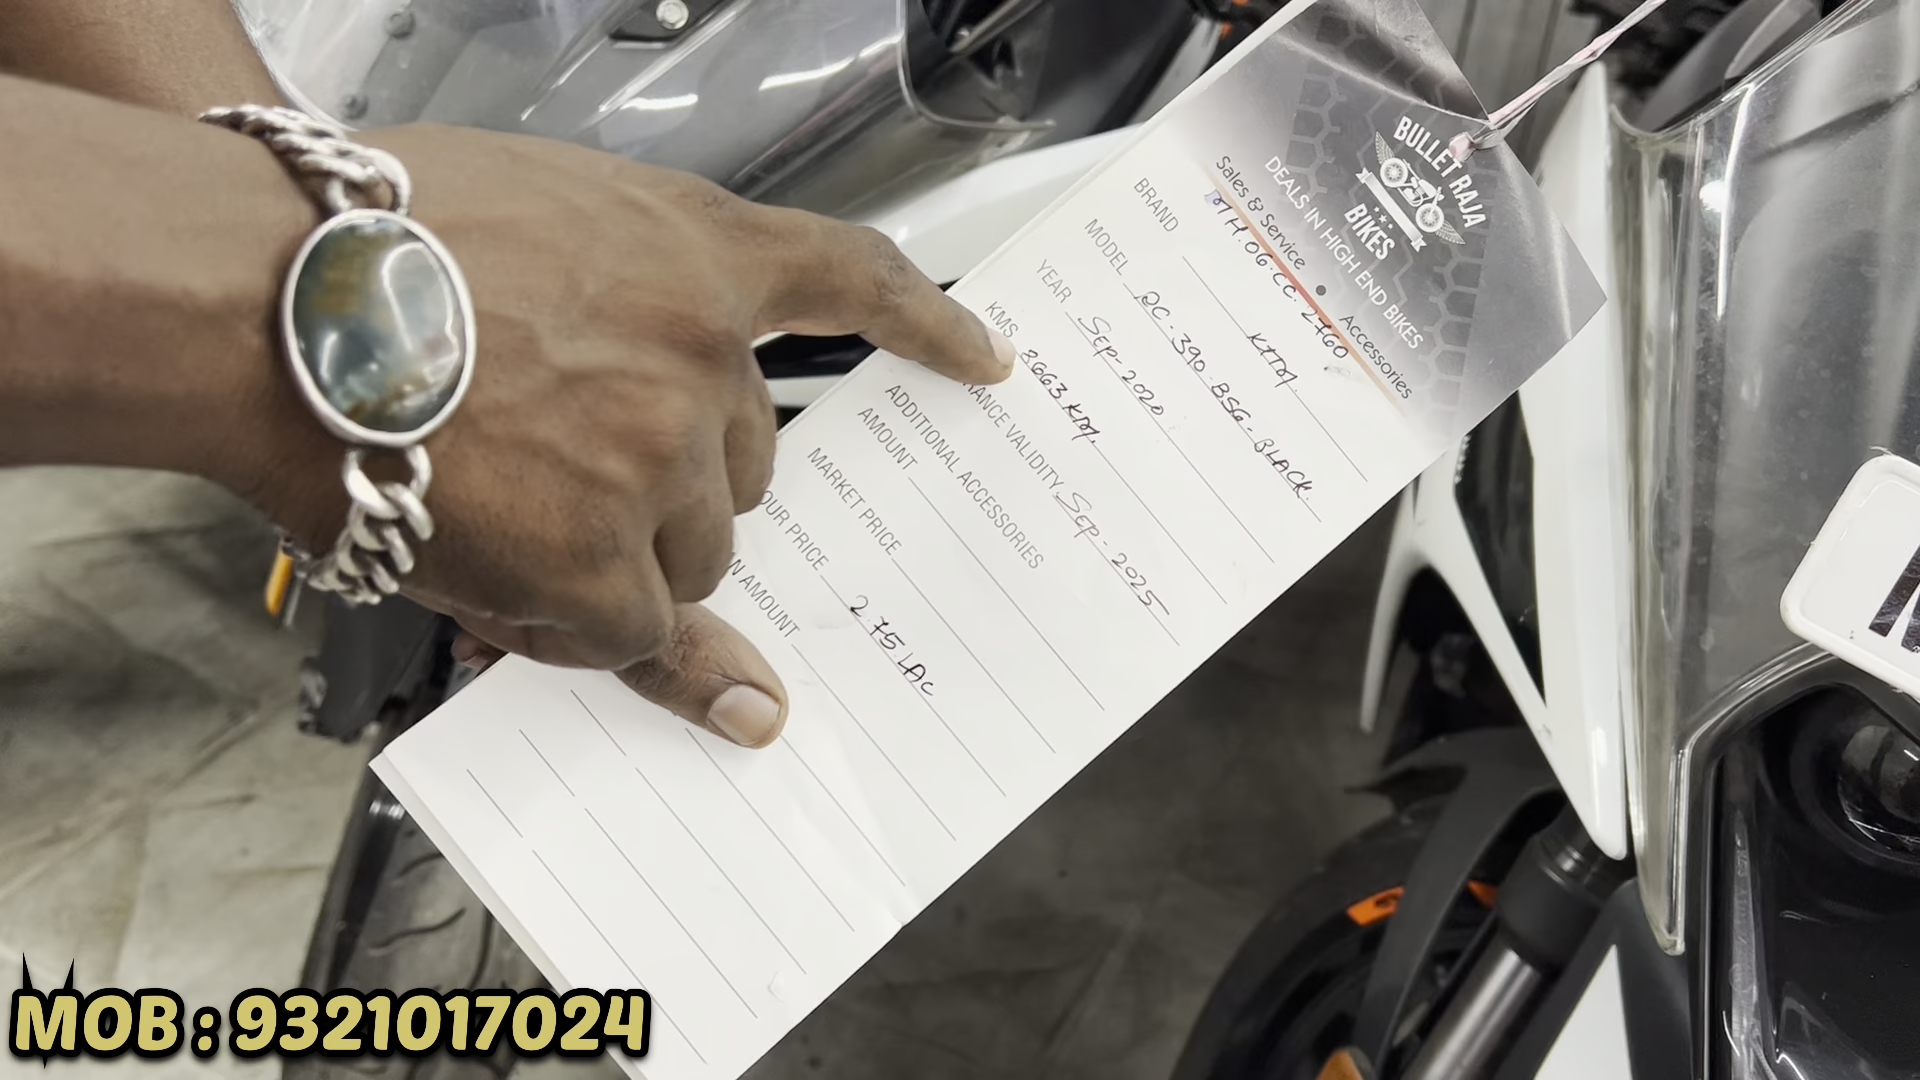 BULLET RAJA
BIKES
DEALS IN HIGH END BIKES
Sales & Service • Accessories
MH.06.CC.2760
BRAND KTM
MODEL RC-390-BS6-BLACK
YEAR Sep-2020
KMS 8663 KM.
RANCE VALIDITY Sep-2025
ADDITIONAL ACCESSORIES
AMOUNT
MARKET PRICE
OUR PRICE 2.75 LAC
N AMOUNT
MOB : 9321017024